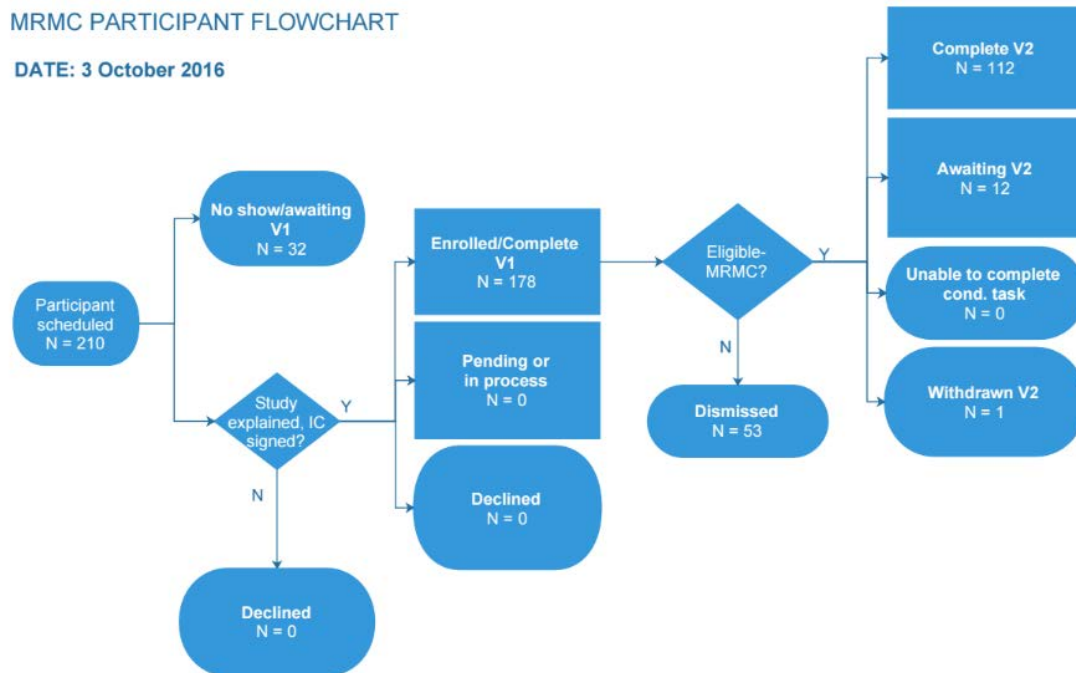 MRMC PARTICIPANT FLOWCHART
DATE: 3 October 2016
Participant
scheduled
N = 210
No show/awaiting
V1
N = 32
Study
explained, IC
signed?
Y
N
Declined
N = 0
Enrolled/Complete
V1
N = 178
Pending or
in process
N = 0
Declined
N = 0
Eligible-
MRMC?
Y
N
Dismissed
N = 53
Complete V2
N = 112
Awaiting V2
N = 12
Unable to complete
cond. task
N = 0
Withdrawn V2
N = 1